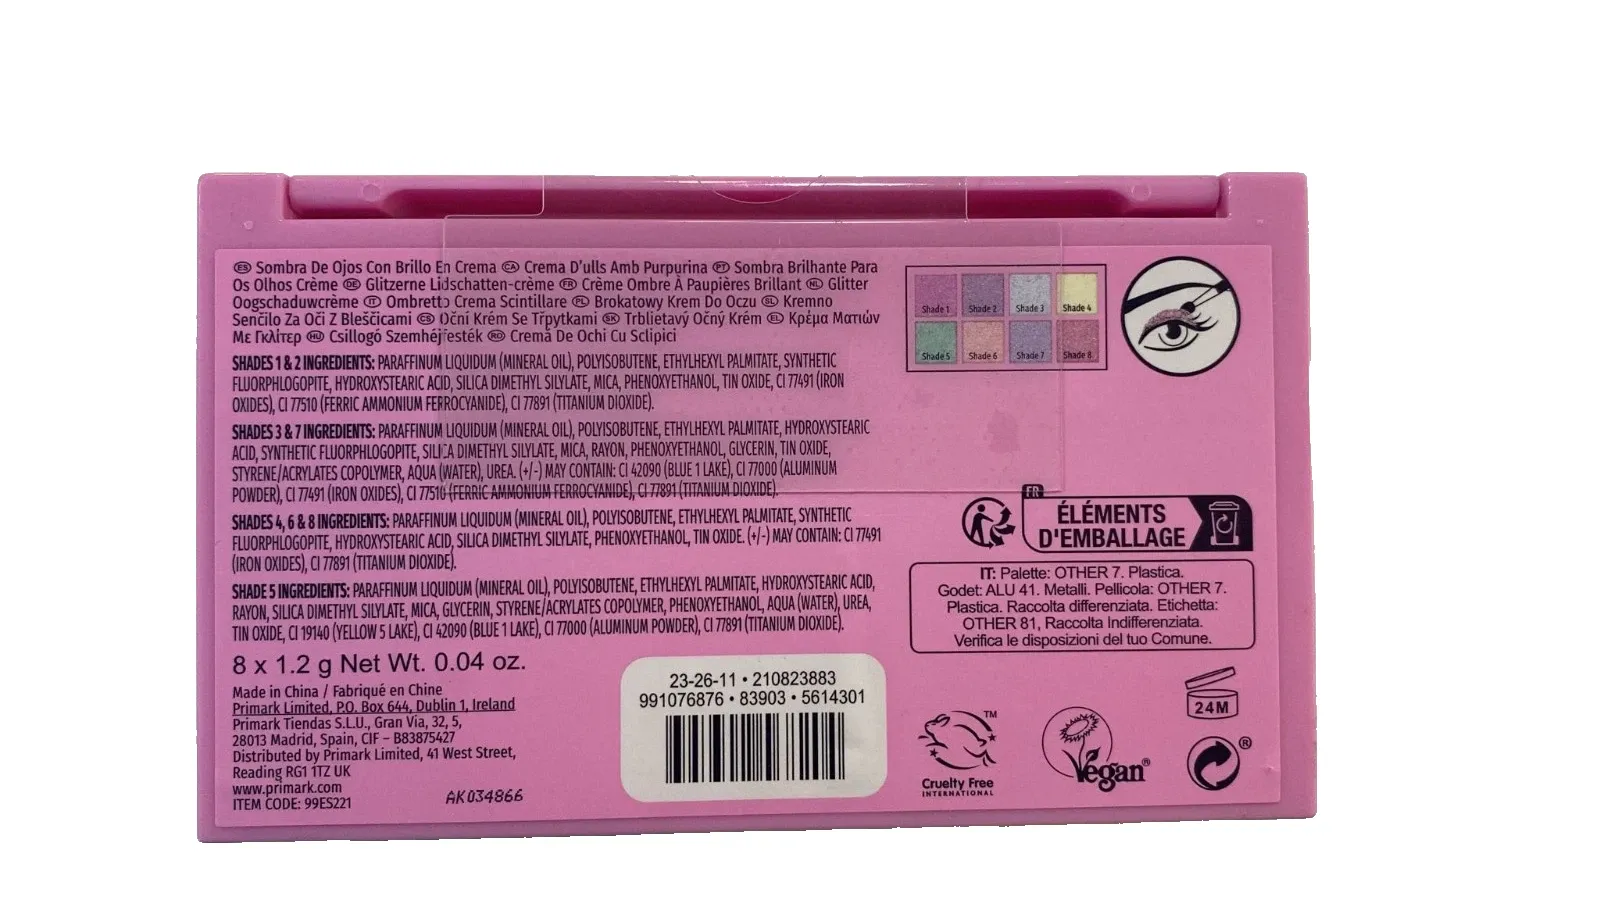 ES Sombra De Ojos Con Brillo En Crema CA Crema D'ulls Amb Purpurina PT Sombra Brilhante Para
Os Olhos Crème DE Glitzerne Lidschatten-crème FR Crème Ombre À Paupières Brillant NL Glitter
Oogschaduwcrème IT Ombretto Crema Scintillare PL Brokatowy Krem Do Oczu SL Kremno
Senčilo Za Oči Z Bleščicami CS Oční Krém Se Třpytkami SK Trblietavý Očný Krém EL Κρέμα Ματιών
Με Γκλίτερ HU Csillogó Szemhéjfesték RO Cremă De Ochi Cu Sclipici
SHADES 1 & 2 INGREDIENTS: PARAFFINUM LIQUIDUM (MINERAL OIL), POLYISOBUTENE, ETHYLHEXYL PALMITATE, SYNTHETIC
FLUORPHLOGOPITE, HYDROXYSTEARIC ACID, SILICA DIMETHYL SILYLATE, MICA, PHENOXYETHANOL, TIN OXIDE, CI 77491 (IRON
OXIDES), CI 77510 (FERRIC AMMONIUM FERROCYANIDE), CI 77891 (TITANIUM DIOXIDE).
SHADES 3 & 7 INGREDIENTS: PARAFFINUM LIQUIDUM (MINERAL OIL), POLYISOBUTENE, ETHYLHEXYL PALMITATE, HYDROXYSTEARIC
ACID, SYNTHETIC FLUORPHLOGOPITE, SILICA DIMETHYL SILYLATE, MICA, RAYON, PHENOXYETHANOL, GLYCERIN, TIN OXIDE,
STYRENE/ACRYLATES COPOLYMER, AQUA (WATER), UREA. (+/-) MAY CONTAIN: CI 42090 (BLUE 1 LAKE), CI 77000 (ALUMINUM
POWDER), CI 77491 (IRON OXIDES), CI 77510 (FERRIC AMMONIUM FERROCYANIDE), CI 77891 (TITANIUM DIOXIDE).
SHADES 4, 6 & 8 INGREDIENTS: PARAFFINUM LIQUIDUM (MINERAL OIL), POLYISOBUTENE, ETHYLHEXYL PALMITATE, SYNTHETIC
FLUORPHLOGOPITE, HYDROXYSTEARIC ACID, SILICA DIMETHYL SILYLATE, PHENOXYETHANOL, TIN OXIDE. (+/-) MAY CONTAIN: CI 77491
(IRON OXIDES), CI 77891 (TITANIUM DIOXIDE).
SHADE 5 INGREDIENTS: PARAFFINUM LIQUIDUM (MINERAL OIL), POLYISOBUTENE, ETHYLHEXYL PALMITATE, HYDROXYSTEARIC ACID,
RAYON, SILICA DIMETHYL SILYLATE, MICA, GLYCERIN, STYRENE/ACRYLATES COPOLYMER, PHENOXYETHANOL, AQUA (WATER), UREA,
TIN OXIDE, CI 19140 (YELLOW 5 LAKE), CI 42090 (BLUE 1 LAKE), CI 77000 (ALUMINUM POWDER), CI 77891 (TITANIUM DIOXIDE).
8 x 1.2 g Net Wt. 0.04 oz.
Made in China / Fabriqué en Chine
Primark Limited, P.O. Box 644, Dublin 1, Ireland
Primark Tiendas S.L.U., Gran Via, 32, 5,
28013 Madrid, Spain, CIF – B83875427
Distributed by Primark Limited, 41 West Street,
Reading RG1 1TZ UK
www.primark.com
ITEM CODE: 99ES221
AK034866
23-26-11 • 210823883
991076876 • 83903 • 5614301
Shade 1 Shade 2 Shade 3 Shade 4
Shade 5 Shade 6 Shade 7 Shade 8
FR
ÉLÉMENTS
D'EMBALLAGE
IT: Palette: OTHER 7. Plastica.
Godet: ALU 41. Metalli. Pellicola: OTHER 7.
Plastica. Raccolta differenziata. Etichetta:
OTHER 81, Raccolta Indifferenziata.
Verifica le disposizioni del tuo Comune.
24M
TM
Cruelty Free
INTERNATIONAL
Vegan®
®